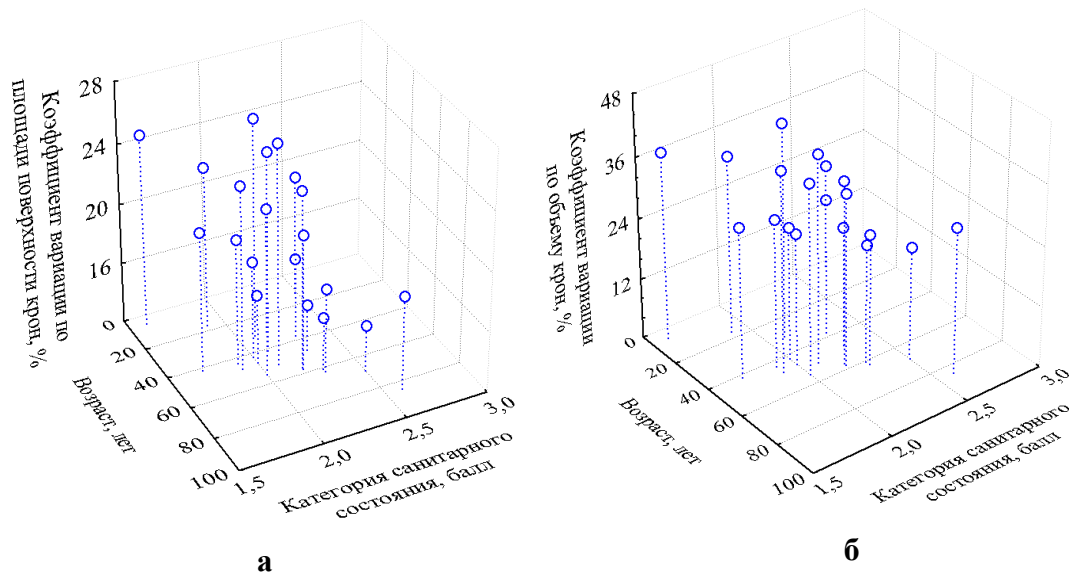 Коэффициент вариации по
площади поверхности крон, %
28
24
20
16
0
20
40
60
80
100
Возраст, лет
1,5
2,0
2,5
3,0
Категория санитарного
состояния, балл
а
Коэффициент вариации
по объему крон, %
48
36
24
12
0
20
40
60
80
100
Возраст, лет
1,5
2,0
2,5
3,0
Категория санитарного
состояния, балл
б